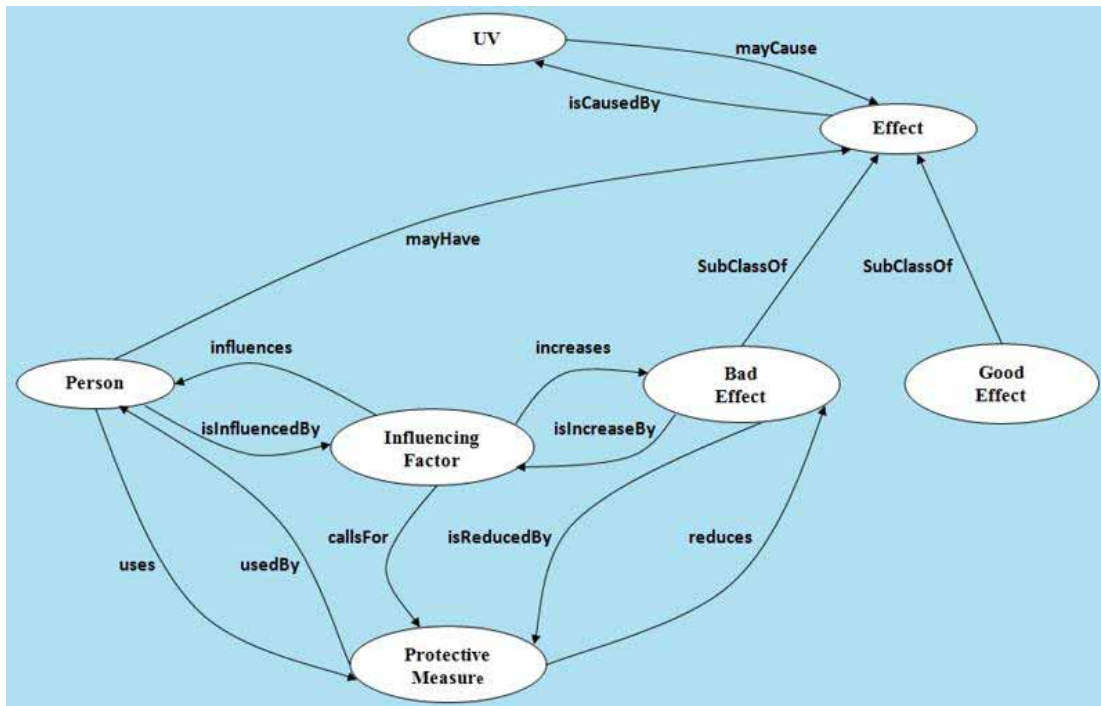 UV
mayCause
isCausedBy
Effect
mayHave
SubClassOf
SubClassOf
influences
increases
Person
Bad
Effect
Good
Effect
isInfluencedBy
Influencing
Factor
isIncreaseBy
callsFor
isReducedBy
reduces
uses
usedBy
Protective
Measure